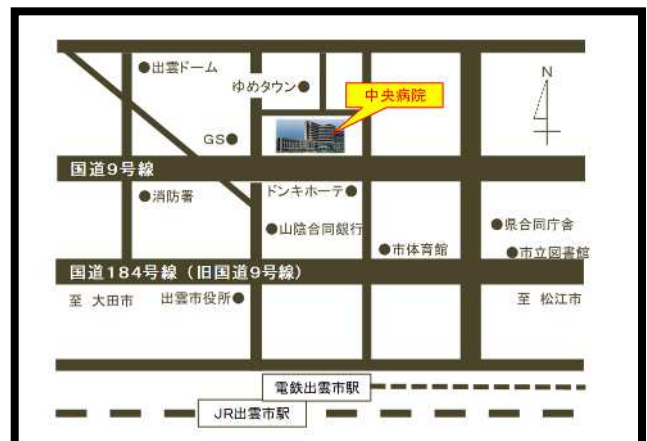 ●出雲ドーム
N
ゆめタウン●
中央病院
GS●
国道9号線
●消防署
ドンキホーテ●
●山陰合同銀行
●県合同庁舎
●市体育館
●市立図書館
国道184号線（旧国道9号線）
至 大田市
出雲市役所●
至 松江市
電鉄出雲市駅
JR出雲市駅